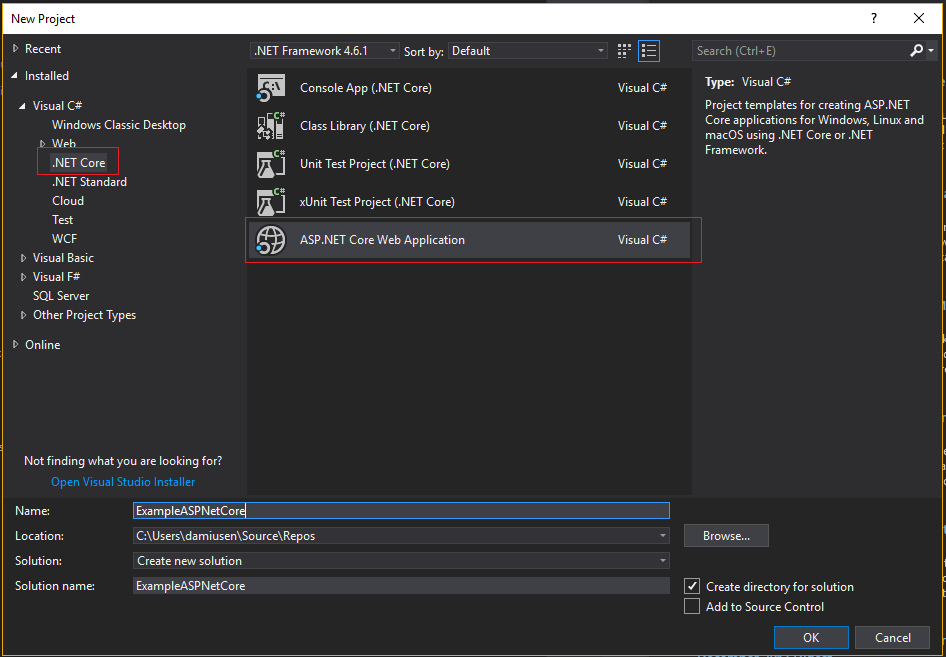 New Project
?
Recent
Installed
Visual C#
Windows Classic Desktop
Web
.NET Core
.NET Standard
Cloud
Test
WCF
Visual Basic
Visual F#
SQL Server
Other Project Types
Online
Not finding what you are looking for?
Open Visual Studio Installer
.NET Framework 4.6.1 Sort by: Default
Console App (.NET Core) Visual C#
Class Library (.NET Core) Visual C#
Unit Test Project (.NET Core) Visual C#
xUnit Test Project (.NET Core) Visual C#
ASP.NET Core Web Application Visual C#
Search (Ctrl+E)
Type: Visual C#
Project templates for creating ASP.NET
Core applications for Windows, Linux and
macOS using .NET Core or .NET
Framework.
Name: ExampleASPNetCore
Location: C:\Users\damiusen\Source\Repos
Browse...
Solution: Create new solution
Solution name: ExampleASPNetCore
Create directory for solution
Add to Source Control
OK Cancel